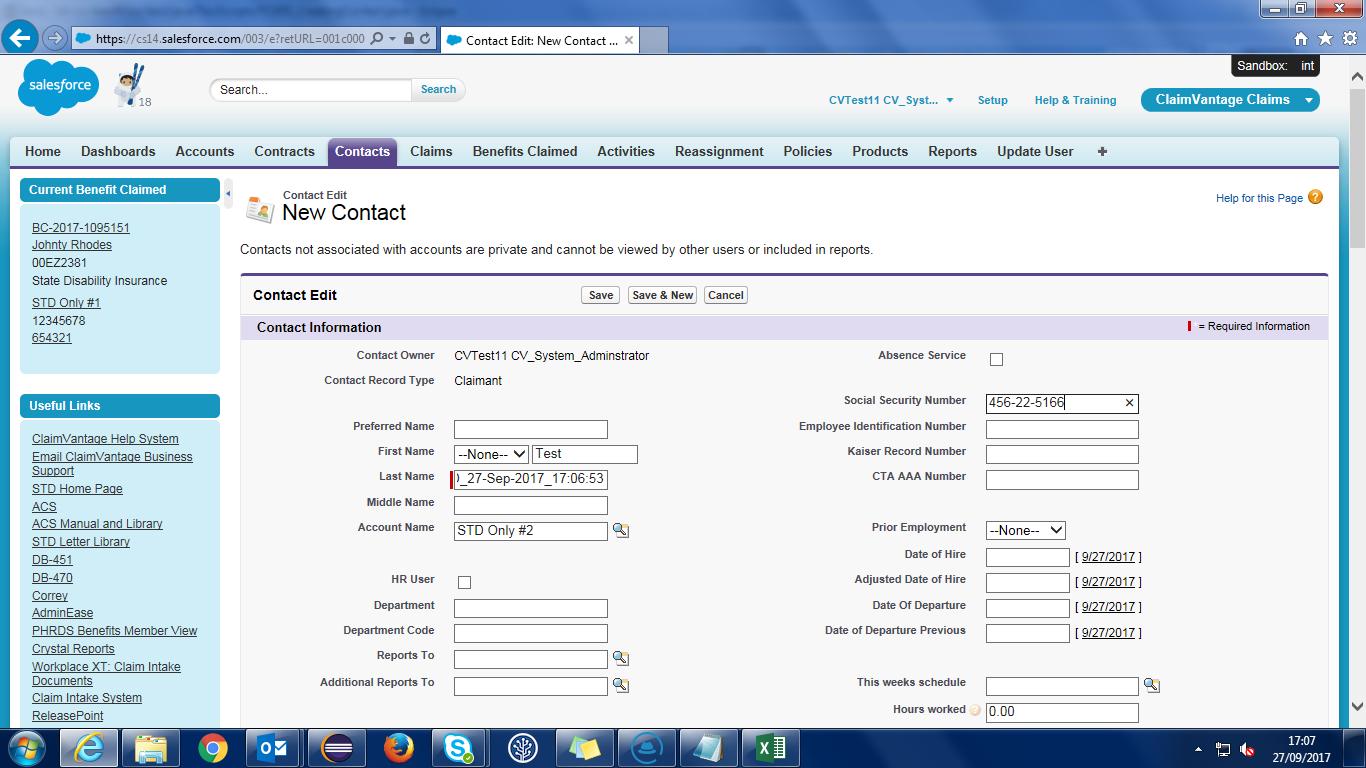 https://cs14.salesforce.com/003/e?retURL=001c000
Contact Edit: New Contact ...
Sandbox: int
salesforce
18
Search...
Search
CVTest11 CV_Syst...
Setup
Help & Training
ClaimVantage Claims
Home Dashboards Accounts Contracts Contacts Claims Benefits Claimed Activities Reassignment Policies Products Reports Update User +
Current Benefit Claimed
BC-2017-1095151
Johnty Rhodes
00EZ2381
State Disability Insurance
STD Only #1
12345678
654321
Useful Links
ClaimVantage Help System
Email ClaimVantage Business
Support
STD Home Page
ACS
ACS Manual and Library
STD Letter Library
DB-451
DB-470
Correy
AdminEase
PHRDS Benefits Member View
Crystal Reports
Workplace XT: Claim Intake
Documents
Claim Intake System
ReleasePoint
Contact Edit
New Contact
Help for this Page
Contacts not associated with accounts are private and cannot be viewed by other users or included in reports.
Contact Edit
Save
Save & New
Cancel
Contact Information
= Required Information
Contact Owner CVTest11 CV_System_Adminstrator
Absence Service
Contact Record Type Claimant
Social Security Number 456-22-5166
Preferred Name
Employee Identification Number
First Name --None-- Test
Kaiser Record Number
Last Name )_27-Sep-2017_17:06:53
CTA AAA Number
Middle Name
Account Name STD Only #2
Prior Employment --None--
Date of Hire [ 9/27/2017 ]
HR User
Adjusted Date of Hire [ 9/27/2017 ]
Department
Date Of Departure [ 9/27/2017 ]
Department Code
Date of Departure Previous [ 9/27/2017 ]
Reports To
Additional Reports To
This weeks schedule
Hours worked 0.00
17:07
27/09/2017